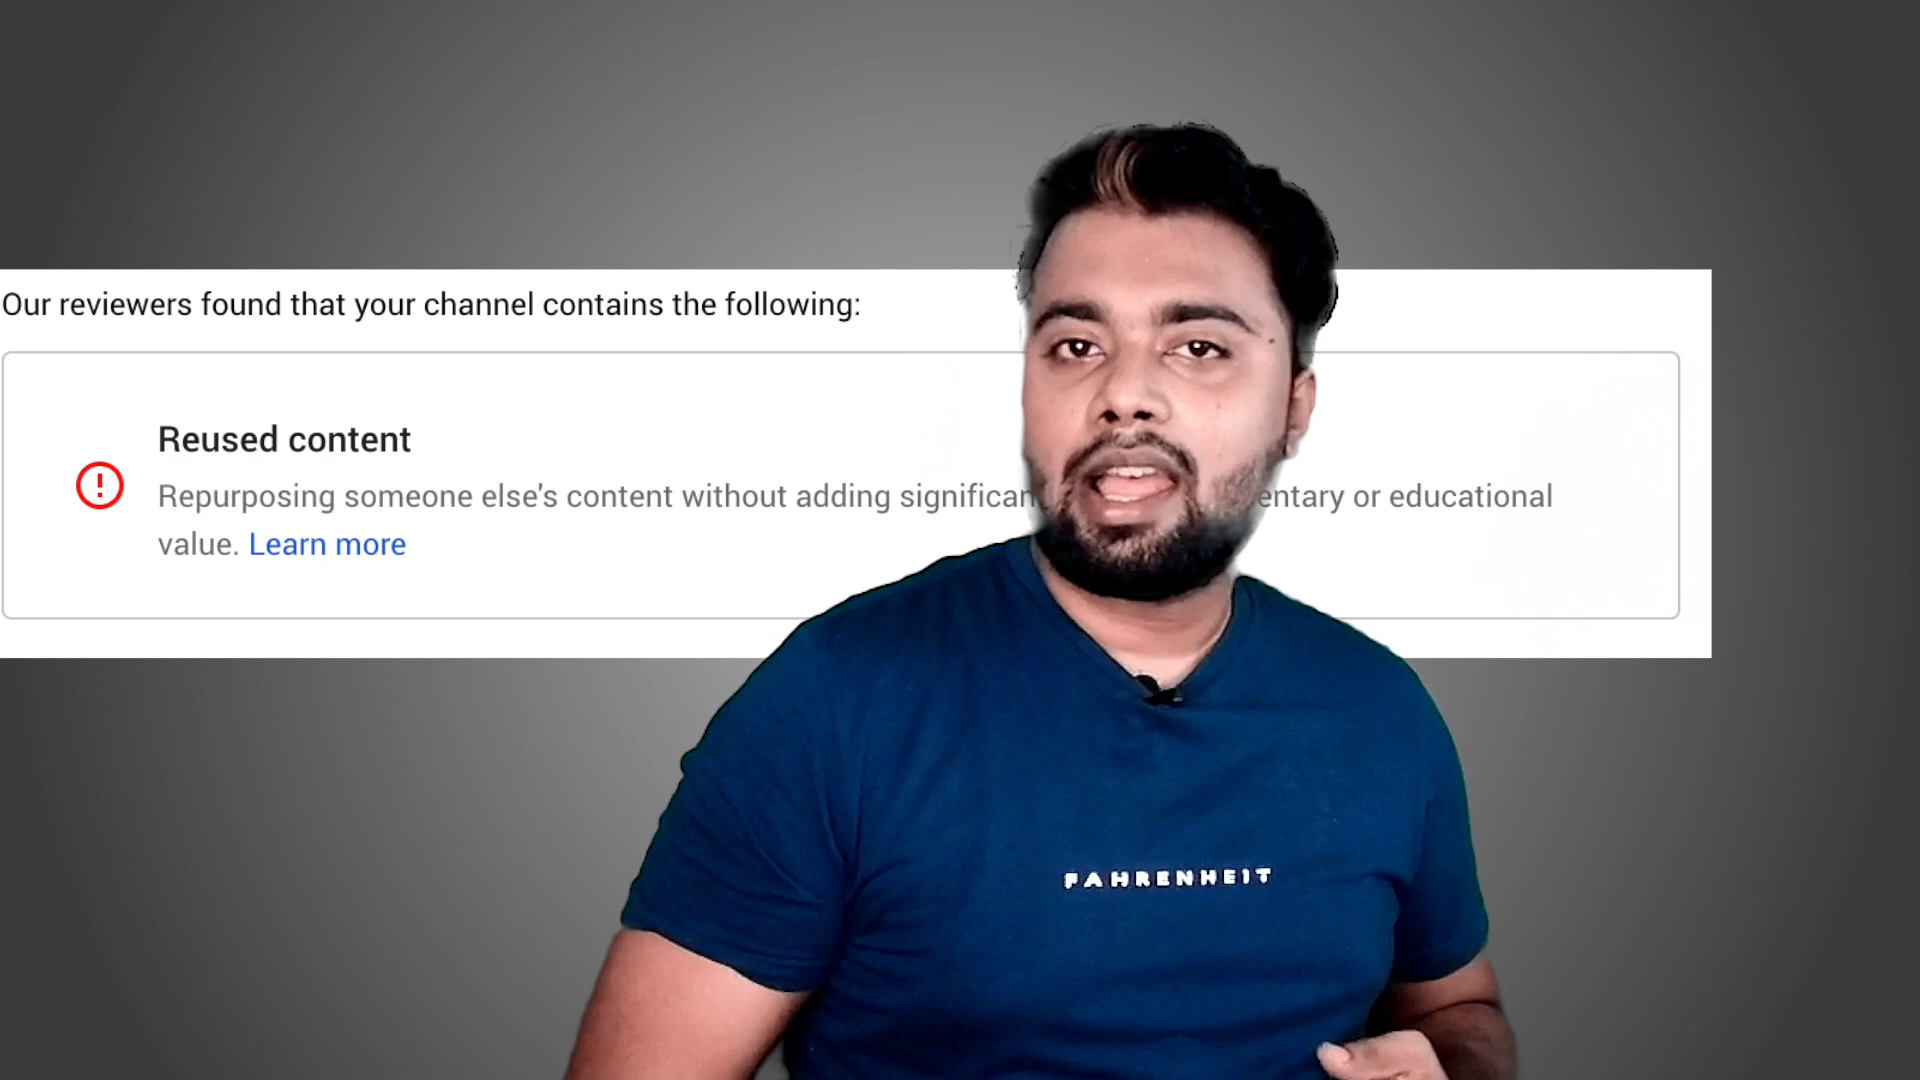 Our reviewers found that your channel contains the following:
Reused content
Repurposing someone else's content without adding entary or educational
value. Learn more
FAHRENHEIT